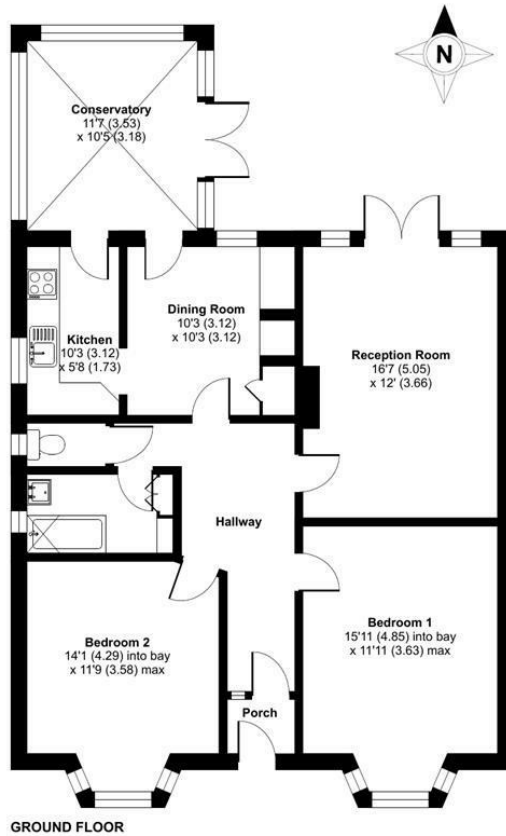 N
Conservatory
11'7 (3.53)
x 10'5 (3.18)
Dining Room
10'3 (3.12)
x 10'3 (3.12)
Kitchen
10'3 (3.12)
x 5'8 (1.73)
Reception Room
16'7 (5.05)
x 12' (3.66)
Hallway
Bedroom 2
14'1 (4.29) into bay
x 11'9 (3.58) max
Bedroom 1
15'11 (4.85) into bay
x 11'11 (3.63) max
Porch
GROUND FLOOR